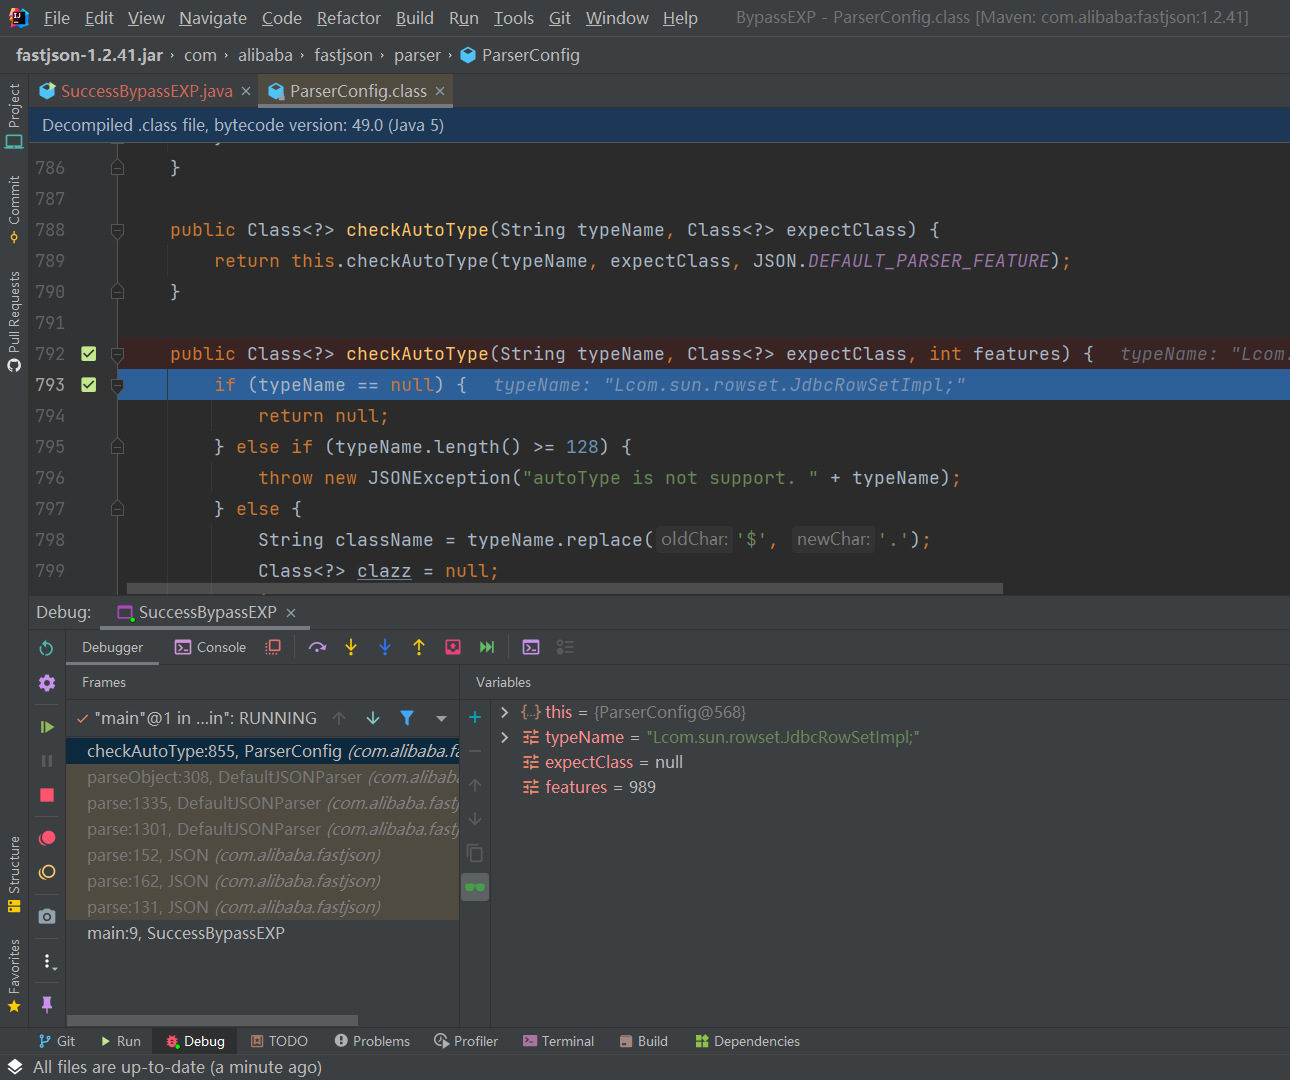 File Edit View Navigate Code Refactor Build Run Tools Git Window Help BypassEXP - ParserConfig.class [Maven: com.alibaba:fastjson:1.2.41]
fastjson-1.2.41.jar › com › alibaba › fastjson › parser › ParserConfig
SuccessBypassEXP.java × ParserConfig.class ×
Decompiled .class file, bytecode version: 49.0 (Java 5)
Project
Commit
Pull Requests
Structure
Favorites
786 }
787
788 public Class<?> checkAutoType(String typeName, Class<?> expectClass) {
789 return this.checkAutoType(typeName, expectClass, JSON.DEFAULT_PARSER_FEATURE);
790 }
791
792 public Class<?> checkAutoType(String typeName, Class<?> expectClass, int features) { typeName: "Lcom.
793 if (typeName == null) { typeName: "Lcom.sun.rowset.JdbcRowSetImpl;"
794 return null;
795 } else if (typeName.length() >= 128) {
796 throw new JSONException("autoType is not support. " + typeName);
797 } else {
798 String className = typeName.replace( oldChar: '$', newChar: '.');
799 Class<?> clazz = null;
Debug: SuccessBypassEXP ×
Debugger Console
Frames
"main"@1 in ...in": RUNNING
checkAutoType:855, ParserConfig (com.alibaba.fa
parseObject:308, DefaultJSONParser (com.alibaba
parse:1335, DefaultJSONParser (com.alibaba.fastj
parse:1301, DefaultJSONParser (com.alibaba.fastj
parse:152, JSON (com.alibaba.fastjson)
parse:162, JSON (com.alibaba.fastjson)
parse:131, JSON (com.alibaba.fastjson)
main:9, SuccessBypassEXP
Variables
this = {ParserConfig@568}
typeName = "Lcom.sun.rowset.JdbcRowSetImpl;"
expectClass = null
features = 989
Git Run Debug TODO Problems Profiler Terminal Build Dependencies
All files are up-to-date (a minute ago)